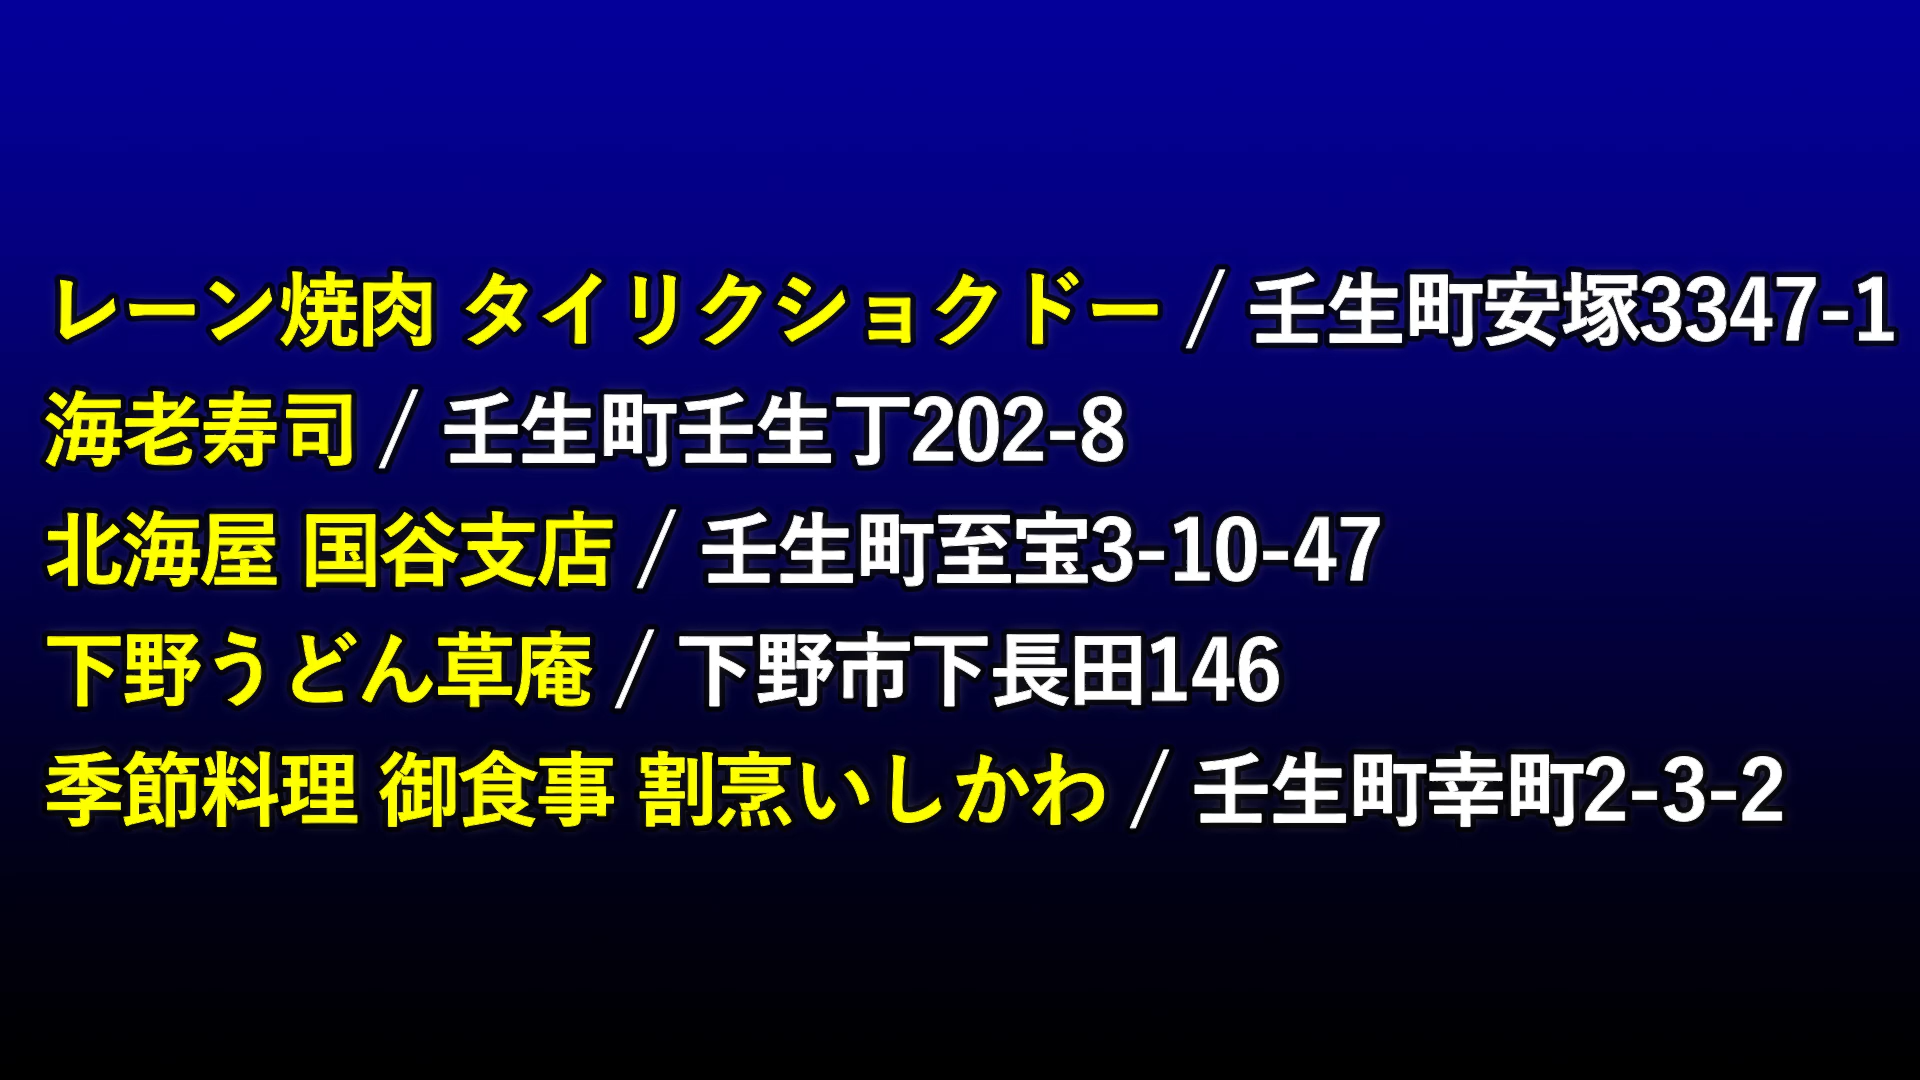 レーン焼肉 タイリクショクドー / 壬生町安塚3347-1
海老寿司 / 壬生町壬生丁202-8
北海屋 国谷支店 / 壬生町至宝3-10-47
下野うどん草庵 / 下野市下長田146
季節料理 御食事 割烹いしかわ / 壬生町幸町2-3-2